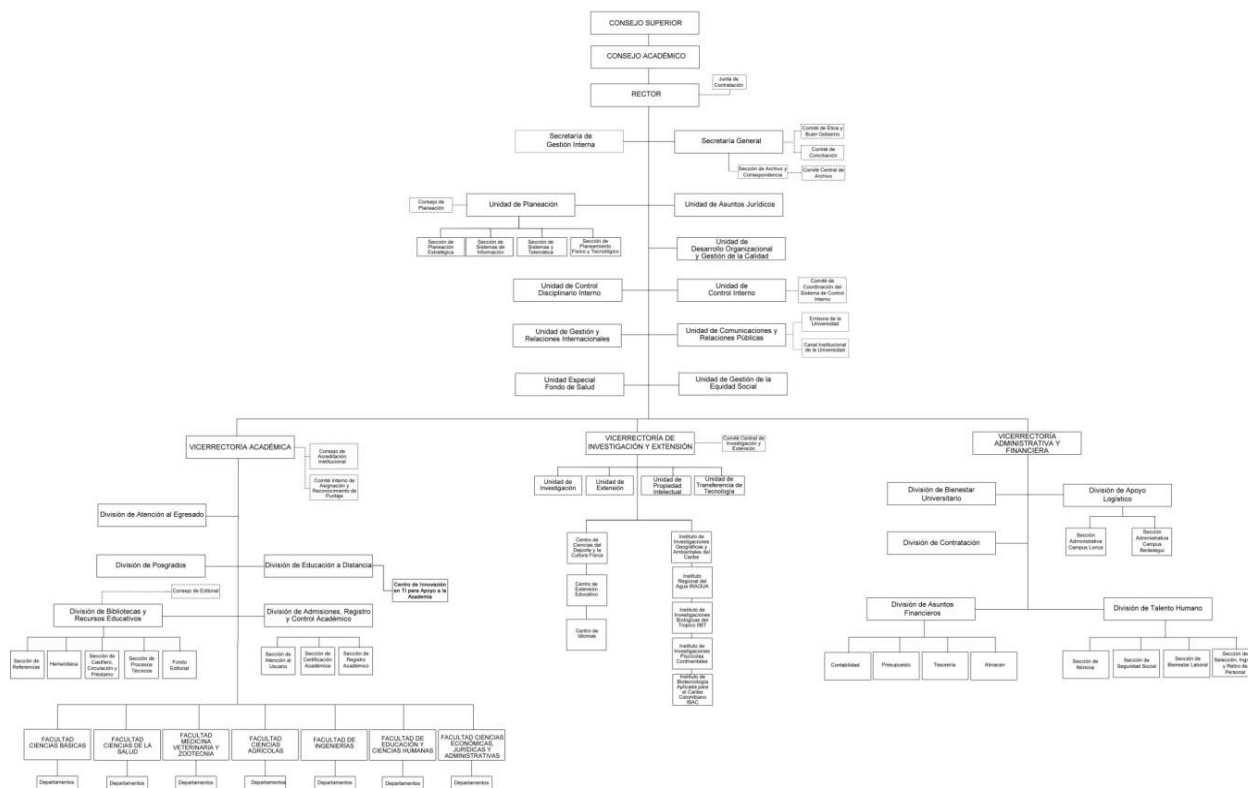 CONSEJO SUPERIOR
CONSEJO ACADÉMICO
RECTOR
Junta de
Contratación
Secretaría de
Gestión Interna
Secretaría General
Comité de Ética y
Buen Gobierno
Comité de
Conciliación
Sección de Archivo y
Correspondencia
Comité Central de
Archivo
Consejo de
Planeación
Unidad de Planeación
Unidad de Asuntos Jurídicos
Sección de
Planeación
Estratégica
Sección de
Sistemas de
Información
Sección de
Sistemas y
Telemática
Sección de
Planeamiento
Físico y Tecnológico
Unidad de
Desarrollo Organizacional
y Gestión de la Calidad
Unidad de Control
Disciplinario Interno
Unidad de
Control Interno
Comité de
Coordinación del
Sistema de Control
Interno
Unidad de Gestión y
Relaciones Internacionales
Unidad de Comunicaciones y
Relaciones Públicas
Emisora de la
Universidad
Canal Institucional
de la Universidad
Unidad Especial
Fondo de Salud
Unidad de Gestión de la
Equidad Social
VICERRECTORÍA ACADÉMICA
Consejo de
Acreditación
Institucional
Comité Interno de
Asignación y
Reconocimiento de
Puntaje
VICERRECTORÍA DE
INVESTIGACIÓN Y EXTENSIÓN
Comité Central de
Investigación y
Extensión
VICERRECTORÍA
ADMINISTRATIVA Y
FINANCIERA
Unidad de
Investigación
Unidad de
Extensión
Unidad de
Propiedad
Intelectual
Unidad de
Transferencia de
Tecnología
División de Bienestar
Universitario
División de Apoyo
Logístico
División de Atención al Egresado
División de Contratación
Sección
Administrativa
Campus Lorica
Sección
Administrativa
Campus
Berástegui
Centro de
Ciencias del
Deporte y la
Cultura Física
Instituto de
Investigaciones
Geográficas y
Ambientales del
Caribe
División de Posgrados
División de Educación a Distancia
Centro de Innovación
en TI para Apoyo a la
Academia
Centro de
Extensión
Educativo
Instituto
Regional del
Agua IRAGUA
Consejo de Editorial
División de Bibliotecas y
Recursos Educativos
División de Admisiones, Registro
y Control Académico
Instituto de
Investigaciones
Biológicas del
Trópico IIBT
Centro de
Idiomas
División de Asuntos
Financieros
División de Talento Humano
Sección de
Referencias
Hemeroteca
Sección de
Casillero,
Circulación y
Préstamo
Sección de
Procesos
Técnicos
Fondo
Editorial
Sección de
Atención al
Usuario
Sección de
Certificación
Académica
Sección de
Registro
Académico
Instituto de
Investigaciones
Piscícolas
Continentales
Instituto de
Biotecnología
Aplicada para
el Caribe
Colombiano
IBAC
Contabilidad
Presupuesto
Tesorería
Almacen
Sección de
Nómina
Sección de
Seguridad Social
Sección de
Bienestar Laboral
Sección de
Selección,
y Retiro de
Personal
FACULTAD
CIENCIAS BÁSICAS
FACULTAD
CIENCIAS DE LA
SALUD
FACULTAD
MEDICINA
VETERINARIA Y
ZOOTECNIA
FACULTAD
CIENCIAS
AGRÍCOLAS
FACULTAD DE
INGENIERÍAS
FACULTAD DE
EDUCACIÓN Y
CIENCIAS HUMANAS
FACULTAD CIENCIAS
ECONÓMICAS,
JURÍDICAS Y
ADMINISTRATIVAS
Departamentos
Departamentos
Departamentos
Departamentos
Departamentos
Departamentos
Departamentos